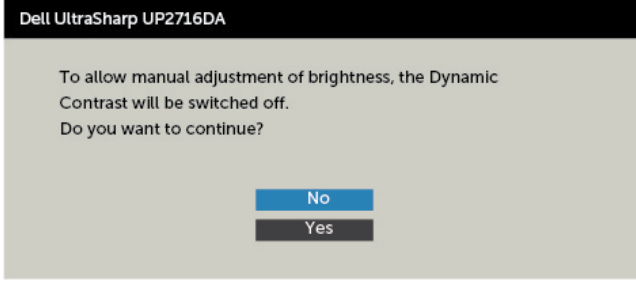 Dell UltraSharp UP2716DA
To allow manual adjustment of brightness, the Dynamic
Contrast will be switched off.
Do you want to continue?
No
Yes